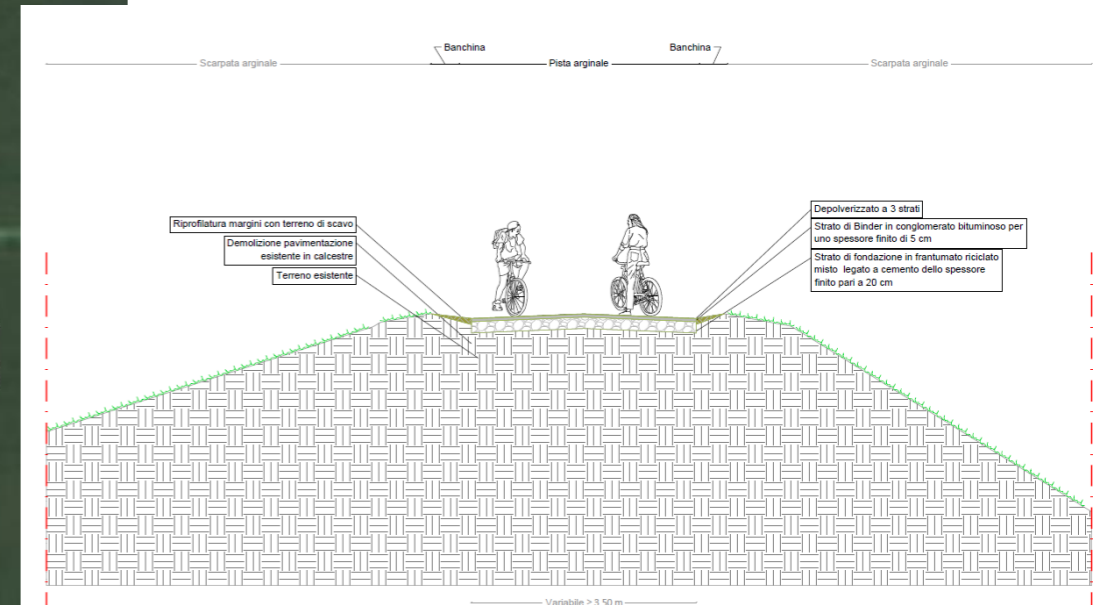 Banchina
Banchina
Scarpata arginale
Pista arginale
Scarpata arginale
Riprofilatura margini con terreno di scavo
Demolizione pavimentazione
esistente in calcestre
Terreno esistente
Depolverizzato a 3 strati
Strato di Binder in conglomerato bituminoso per
uno spessore finito di 5 cm
Strato di fondazione in frantumato riciclato
misto legato a cemento dello spessore
finito pari a 20 cm
Variabile ≥ 3.50 m